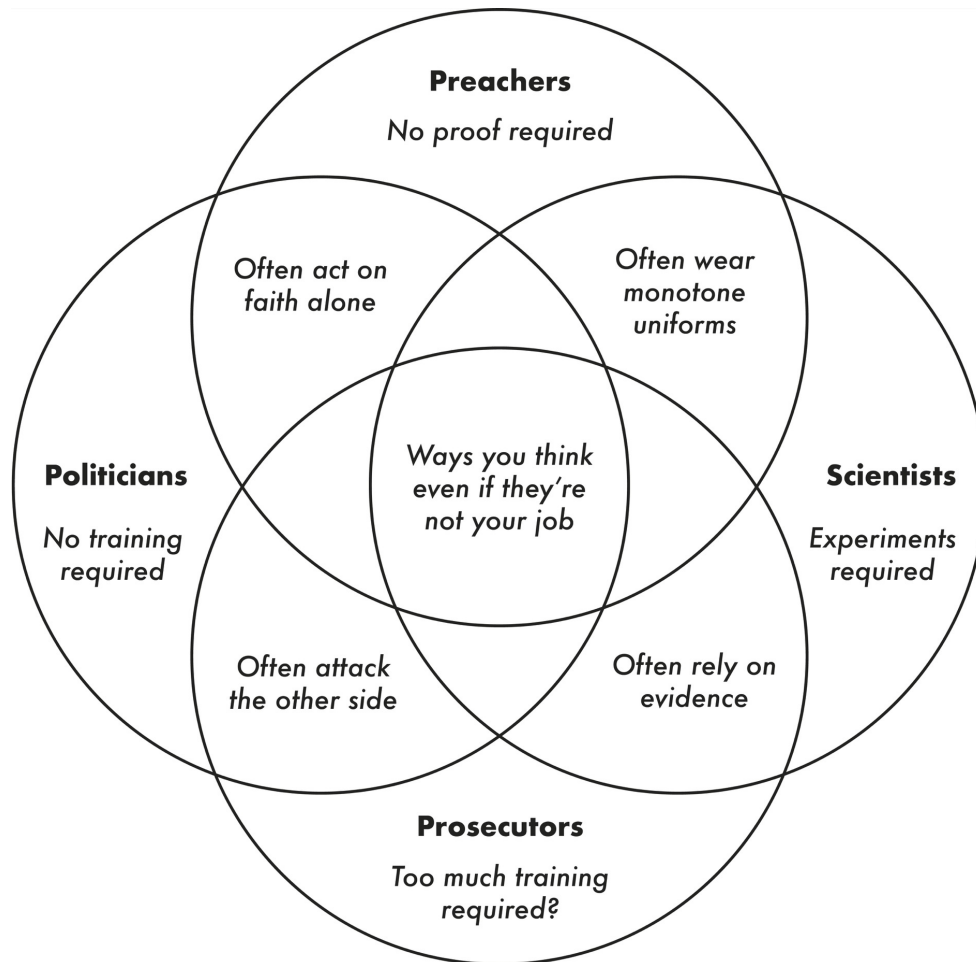 Preachers
No proof required
Often act on
faith alone
Often wear
monotone
uniforms
Politicians
No training
required
Ways you think
even if they're
not your job
Scientists
Experiments
required
Often attack
the other side
Often rely on
evidence
Prosecutors
Too much training
required?